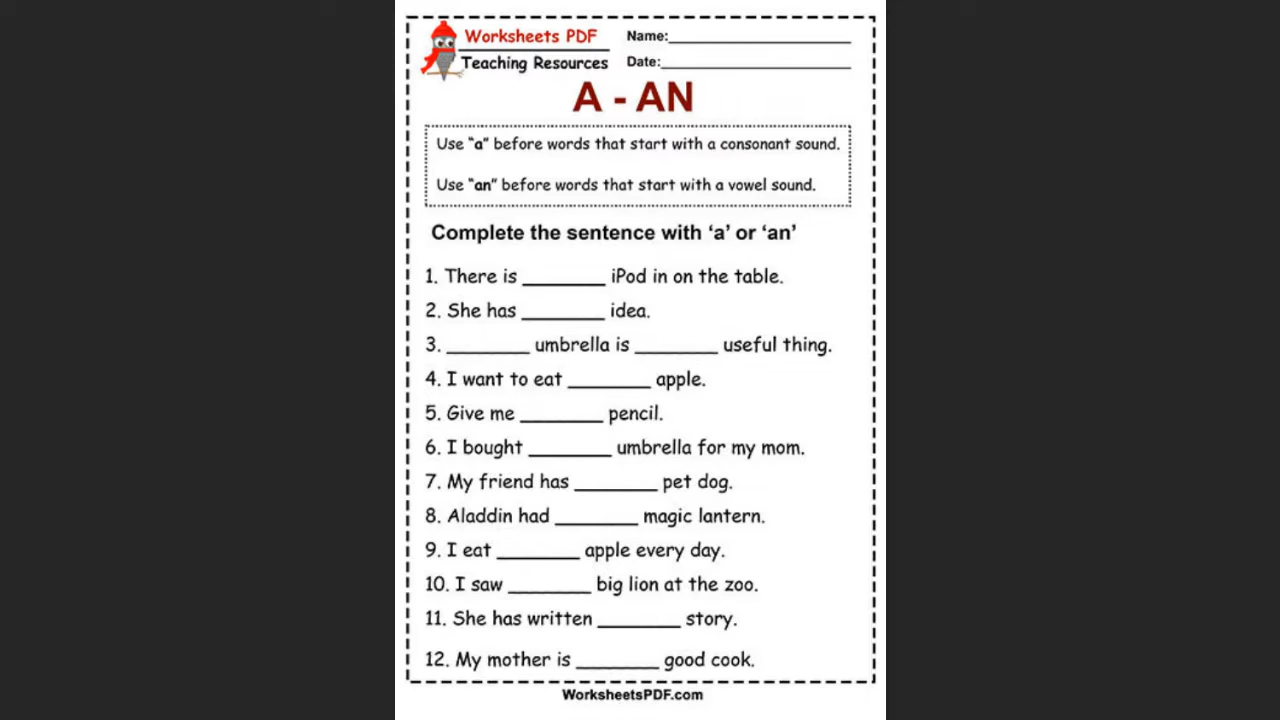 Worksheets PDF
Teaching Resources
Name:____________
Date:____________
A - AN
Use “a” before words that start with a consonant sound.
Use “an” before words that start with a vowel sound.
Complete the sentence with ‘a’ or ‘an’
1. There is ________ iPod in on the table.
2. She has ________ idea.
3. ________ umbrella is ________ useful thing.
4. I want to eat ________ apple.
5. Give me ________ pencil.
6. I bought ________ umbrella for my mom.
7. My friend has ________ pet dog.
8. Aladdin had ________ magic lantern.
9. I eat ________ apple every day.
10. I saw ________ big lion at the zoo.
11. She has written ________ story.
12. My mother is ________ good cook.
WorksheetsPDF.com